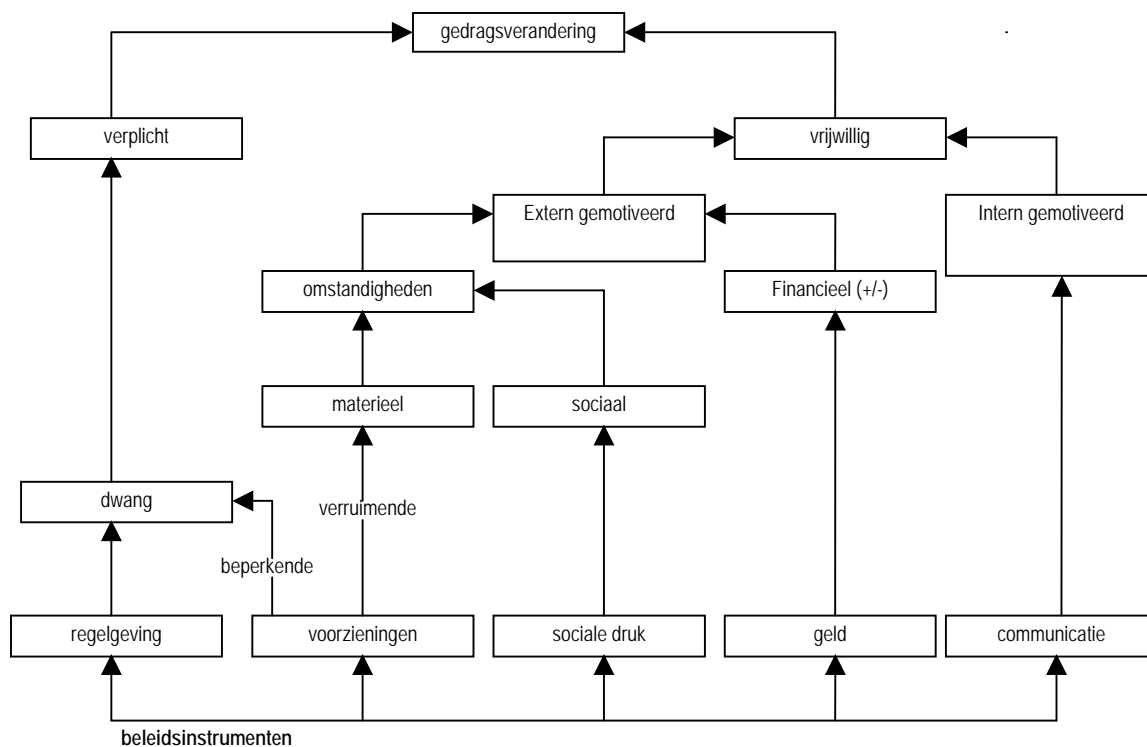 gedragsverandering
verplicht
vrijwillig
Extern gemotiveerd
Intern gemotiveerd
omstandigheden
Financieel (+/-)
materieel
sociaal
dwang
verruimende
beperkende
regelgeving
voorzieningen
sociale druk
geld
communicatie
beleidsinstrumenten